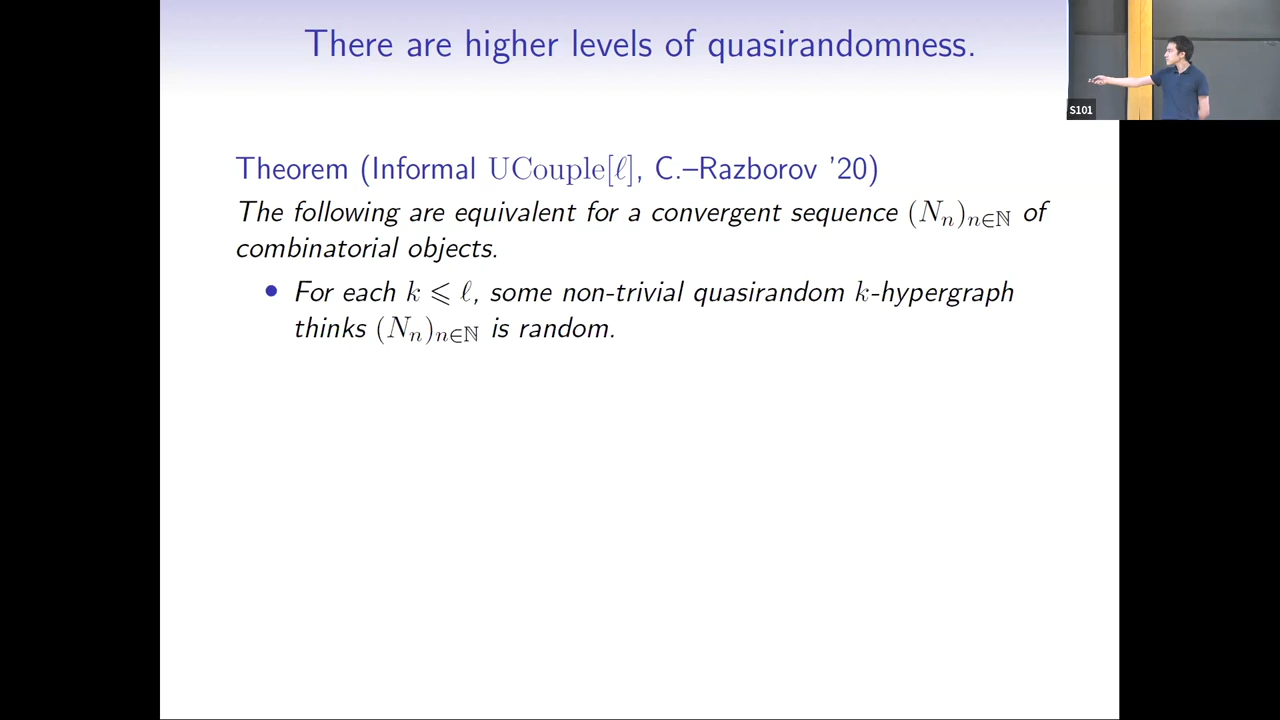 There are higher levels of quasirandomness.
S101
Theorem (Informal UCouple[ℓ], C.–Razborov '20)
The following are equivalent for a convergent sequence (Nₙ)ₙ∈ℕ of
combinatorial objects.
• For each k ⩽ ℓ, some non-trivial quasirandom k-hypergraph
thinks (Nₙ)ₙ∈ℕ is random.